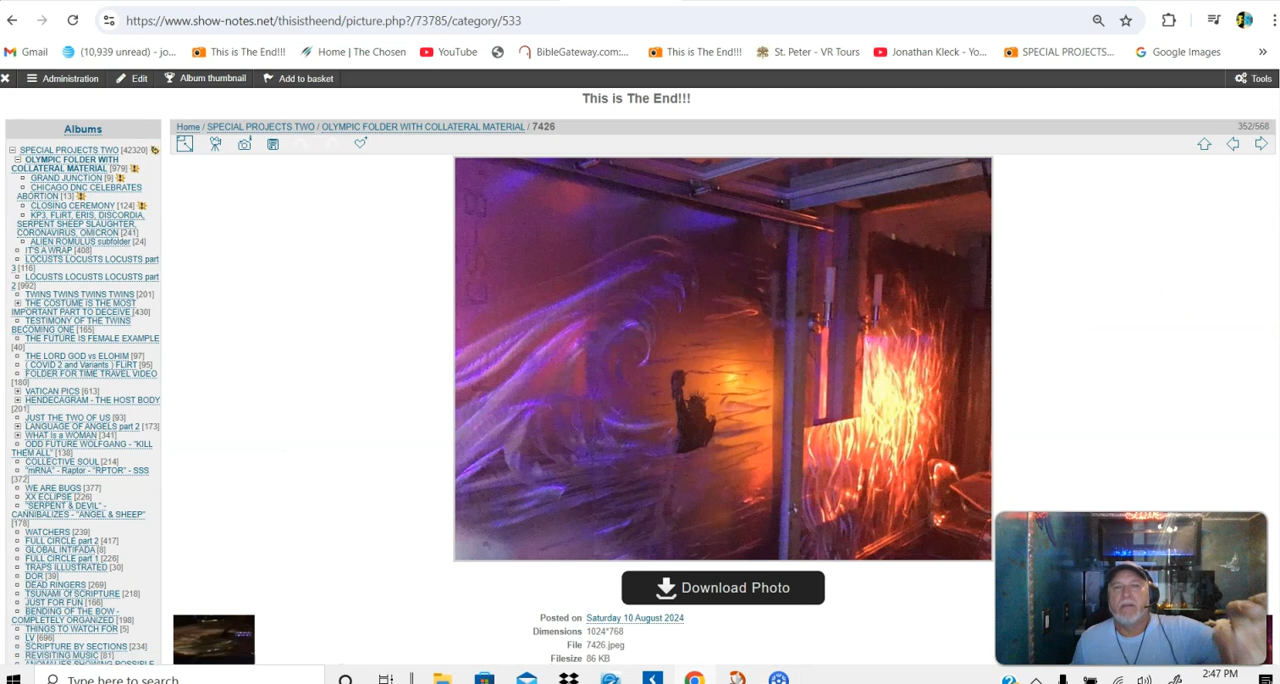 https://www.show-notes.net/thisistheend/picture.php?/73785/category/533
Gmail
(10,939 unread) - jo...
This is The End!!!
Home | The Chosen
YouTube
BibleGateway.com:...
This is The End!!!
St. Peter - VR Tours
Jonathan Kleck - Yo...
SPECIAL PROJECTS...
Google Images
Administration
Edit
Album thumbnail
Add to basket
Tools
This is The End!!!
Albums
Home / SPECIAL PROJECTS TWO / OLYMPIC FOLDER WITH COLLATERAL MATERIAL / 7426
352/568
SPECIAL PROJECTS TWO [42320]
OLYMPIC FOLDER WITH
COLLATERAL MATERIAL [979]
GRAND JUNCTION [9]
CHICAGO DNC CELEBRATES
ABORTION [13]
CLOSING CEREMONY [124]
KP3, FLiRT, ERIS, DISCORDIA,
SERPENT SHEEP SLAUGHTER,
CORONAVIRUS, OMICRON [241]
ALIEN ROMULUS subfolder [24]
IT'S A WRAP [408]
LOCUSTS LOCUSTS LOCUSTS part
3 [116]
LOCUSTS LOCUSTS LOCUSTS part
2 [992]
TWINS TWINS TWINS TWINS [201]
THE COSTUME IS THE MOST
IMPORTANT PART TO DECEIVE [430]
TESTIMONY OF THE TWINS
BECOMING ONE [165]
THE FUTURE IS FEMALE EXAMPLE
[40]
THE LORD GOD vs ELOHIM [97]
( COVID 2 and Variants ) FLiRT [95]
FOLDER FOR TIME TRAVEL VIDEO
[180]
VATICAN PICS [613]
HENDECAGRAM - THE HOST BODY
[201]
JUST THE TWO OF US [93]
LANGUAGE OF ANGELS part 2 [173]
WHAT is a WOMAN [341]
ODD FUTURE WOLFGANG - "KILL
THEM ALL" [138]
COLLECTIVE SOUL [214]
"mRNA" - Raptor - "RPTOR" - SSS
[372]
WE ARE BUGS [377]
XX ECLIPSE [226]
"SERPENT & DEVIL" -
CANNIBALIZES - "ANGEL & SHEEP"
[178]
WATCHERS [239]
FULL CIRCLE part 2 [417]
GLOBAL INTIFADA [8]
FULL CIRCLE part 1 [226]
TRAPS ILLUSTRATED [30]
DOR [39]
DEAD RINGERS [269]
TSUNAMI Of SCRIPTURE [218]
JUST FOR FUN [166]
BENDING OF THE BOW -
COMPLETELY ORGANIZED [198]
THINGS TO WATCH FOR [5]
LV [696]
SCRIPTURE BY SECTIONS [234]
REVISITING MUSIC [81]
Download Photo
Posted on Saturday 10 August 2024
Dimensions 1024*768
File 7426.jpeg
Filesize 86 KB
Type here to search
2:47 PM